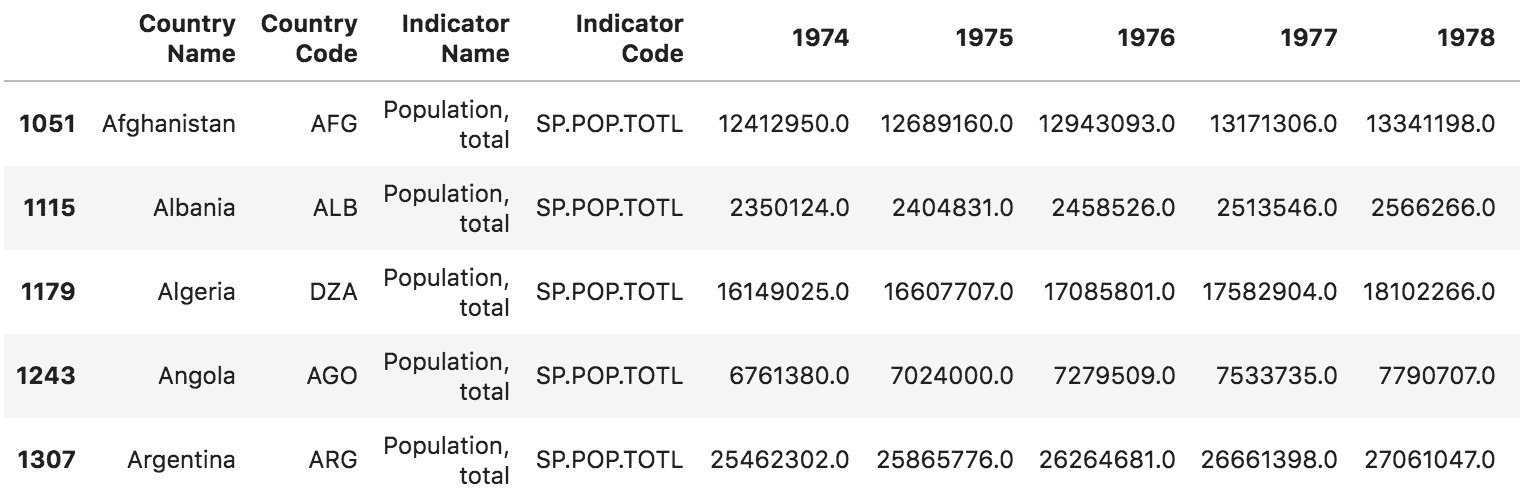 Country Name Country Code Indicator Name Indicator Code 1974 1975 1976 1977 1978
1051 Afghanistan AFG Population, total SP.POP.TOTL 12412950.0 12689160.0 12943093.0 13171306.0 13341198.0
1115 Albania ALB Population, total SP.POP.TOTL 2350124.0 2404831.0 2458526.0 2513546.0 2566266.0
1179 Algeria DZA Population, total SP.POP.TOTL 16149025.0 16607707.0 17085801.0 17582904.0 18102266.0
1243 Angola AGO Population, total SP.POP.TOTL 6761380.0 7024000.0 7279509.0 7533735.0 7790707.0
1307 Argentina ARG Population, total SP.POP.TOTL 25462302.0 25865776.0 26264681.0 26661398.0 27061047.0